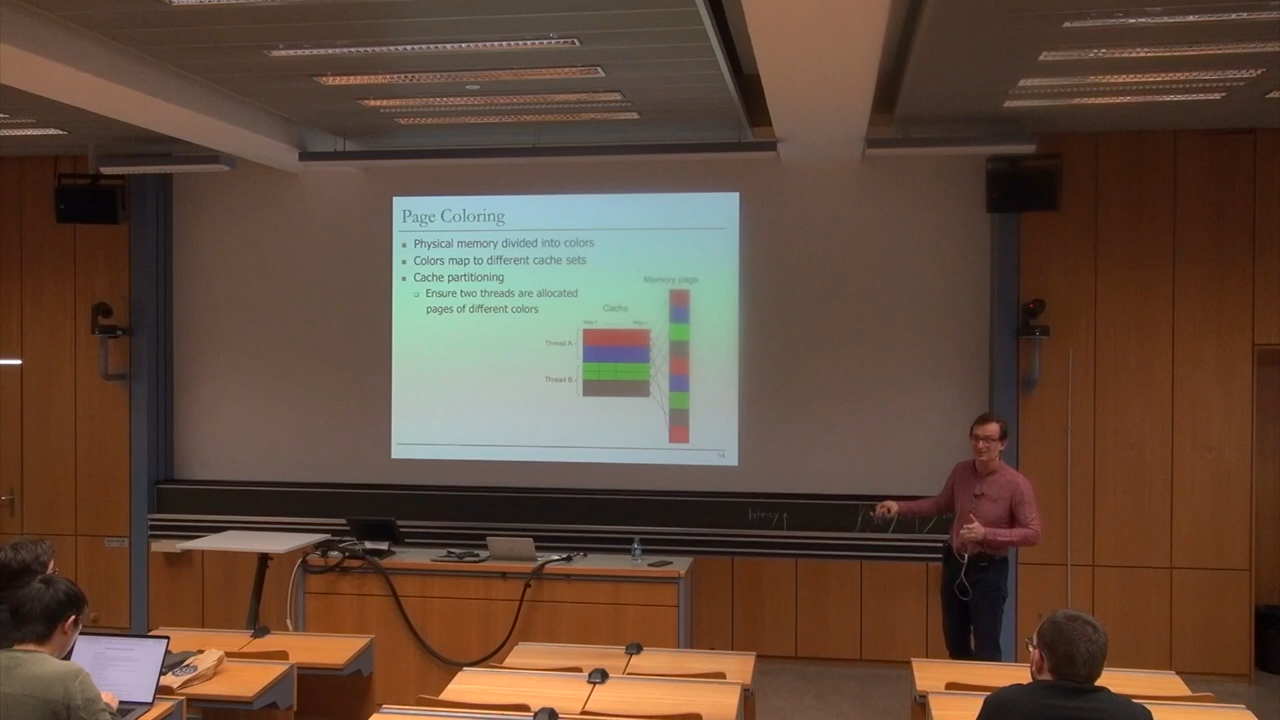 Page Coloring
Physical memory divided into colors
Colors map to different cache sets
Cache partitioning
Ensure two threads are allocated
pages of different colors
Memory page
Cache
Thread A
Thread B
latency